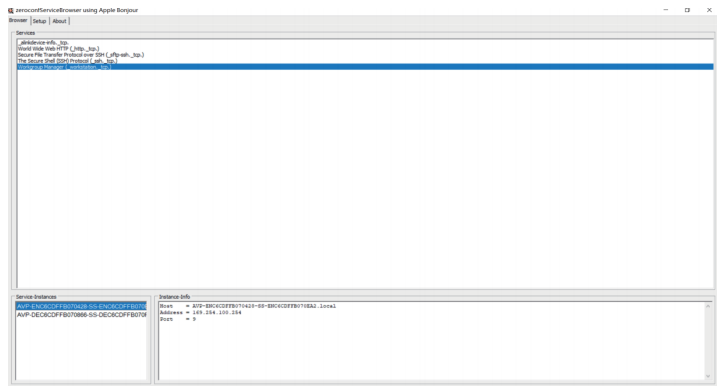 zeroconfServiceBrowser using Apple Bonjour
Browser Setup About
Services
_alinkdevice-info._tcp.
World Wide Web HTTP (_http._tcp.)
Secure File Transfer Protocol over SSH (_sftp-ssh._tcp.)
The Secure Shell (SSH) Protocol (_ssh._tcp.)
Workgroup Manager (_workstation._tcp.)
Service-Instances
AVP-ENC6CDFFB070428-SS-ENC6CDFFB070
AVP-DEC6CDFFB070866-SS-DEC6CDFFB070
Instance-Info
Host = AVP-ENC6CDFFB070428-SS-ENC6CDFFB070EA2.local
Address = 169.254.100.254
Port = 9